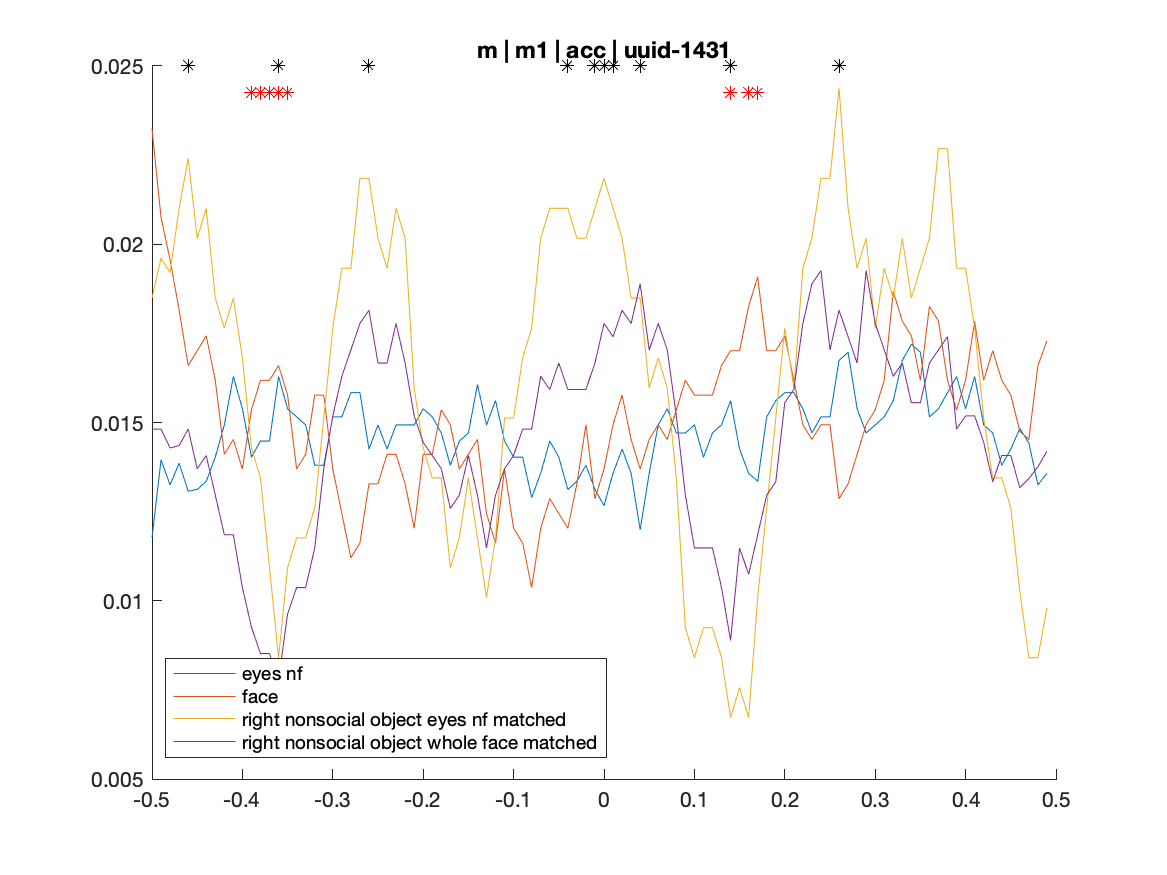 m | m1 | acc | uuid-1431
0.025
0.02
0.015
0.01
0.005
-0.5 -0.4 -0.3 -0.2 -0.1 0 0.1 0.2 0.3 0.4 0.5
eyes nf
face
right nonsocial object eyes nf matched
right nonsocial object whole face matched